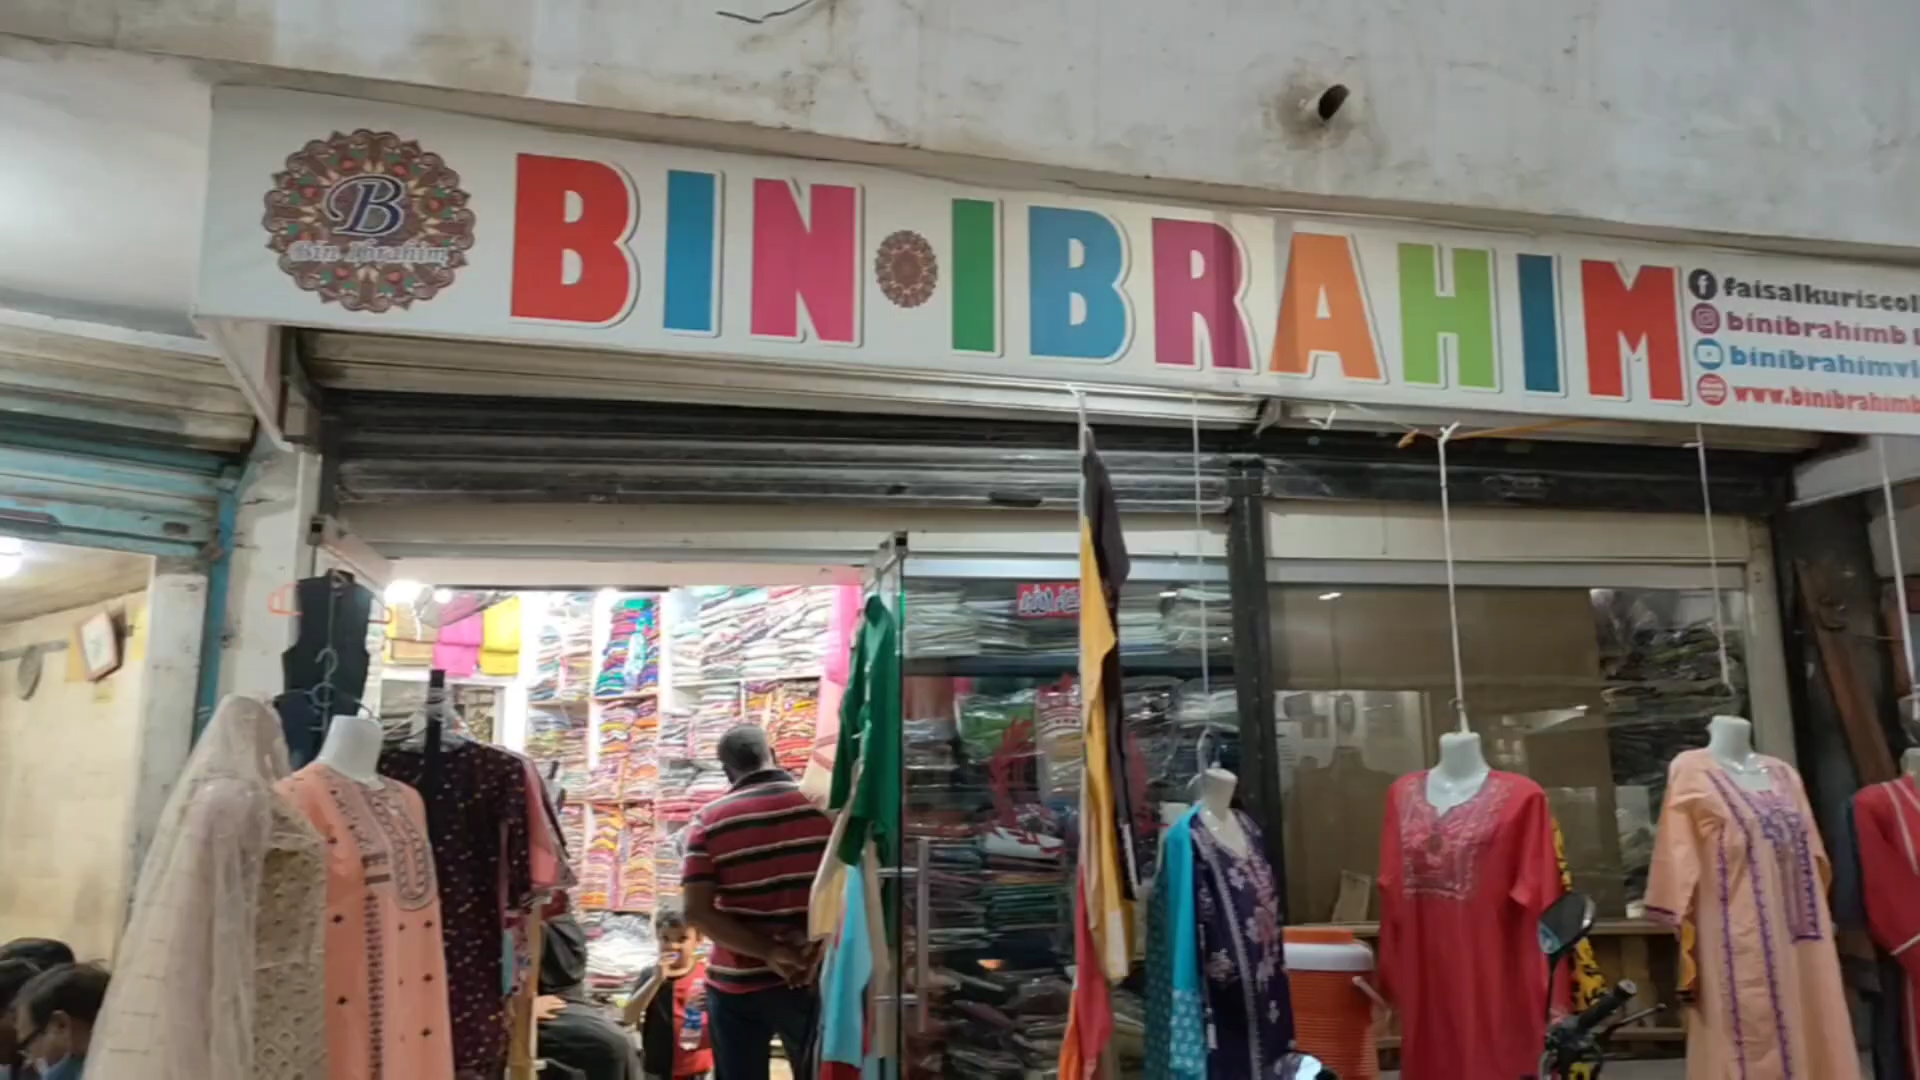 B
Bin Ibrahim
BIN IBRAHIM
faisalkuriscol
binibrahimb
binibrahimvl
www.binibrahimb